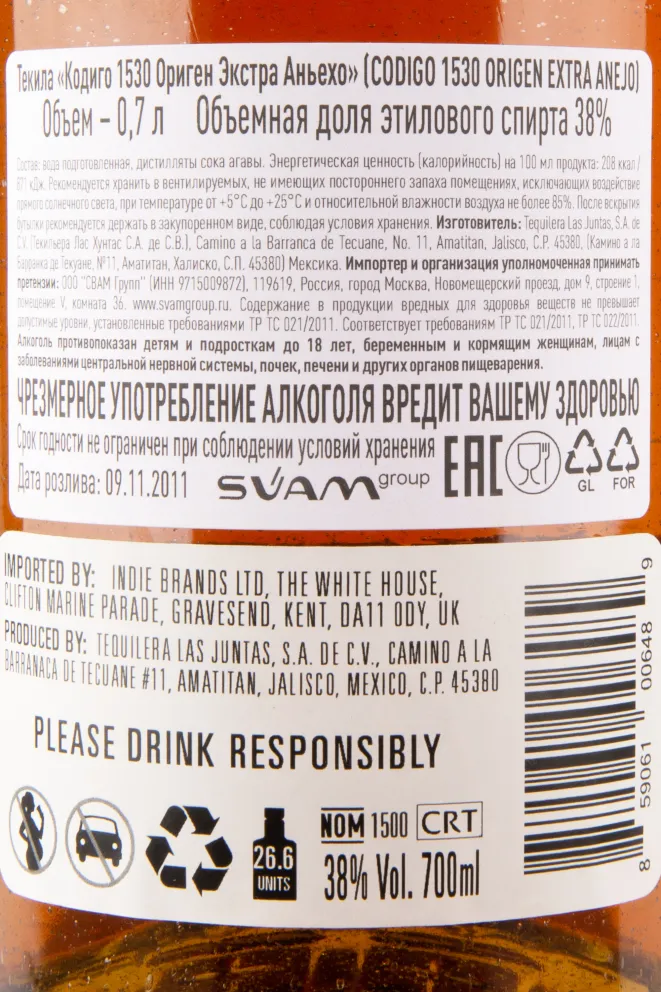 Текила «Кодиго 1530 Ориген Экстра Аньехо» (CODIGO 1530 ORIGEN EXTRA ANEJO)
Объем – 0,7 л Объемная доля этилового спирта 38%
Состав: вода подготовленная, дистилляты сока агавы. Энергетическая ценность (калорийность) на 100 мл продукта: 208 ккал /
871 кДж. Рекомендуется хранить в вентилируемых, не имеющих постороннего запаха помещениях, исключающих воздействие
прямого солнечного света, при температуре от +5°С до +25°С и относительной влажности воздуха не более 85%. После вскрытия
бутылки рекомендуется держать в закупоренном виде, соблюдая условия хранения. Изготовитель: Tequilera Las Juntas, S.A. de
C.V. (Текильера Лас Хунтас С.А. де С.В.), Camino a la Barranca de Tecuane, No. 11, Amatitan, Jalisco, C.P. 45380, (Камино а ла
Барранка де Текуане, №11, Аматитан, Халиско, С.П. 45380) Мексика. Импортер и организация уполномоченная принимать
претензии: ООО "СВАМ Групп" (ИНН 9715009872), 119619, Россия, город Москва, Новомещерский проезд, дом 9, строение 1,
помещение V, комната 36. www.svamgroup.ru. Содержание в продукции вредных для здоровья веществ не превышает
допустимые уровни, установленные требованиями ТР ТС 021/2011. Соответствует требованиям ТР ТС 021/2011, ТР ТС 022/2011.
Алкоголь противопоказан детям и подросткам до 18 лет, беременным и кормящим женщинам, лицам с
заболеваниями центральной нервной системы, почек, печени и других органов пищеварения.
ЧРЕЗМЕРНОЕ УПОТРЕБЛЕНИЕ АЛКОГОЛЯ ВРЕДИТ ВАШЕМУ ЗДОРОВЬЮ
Срок годности не ограничен при соблюдении условий хранения
Дата розлива: 09.11.2011 SVAM group EAC GL FOR
IMPORTED BY: INDIE BRANDS LTD, THE WHITE HOUSE,
CLIFTON MARINE PARADE, GRAVESEND, KENT, DA11 0DY, UK
PRODUCED BY: TEQUILERA LAS JUNTAS, S.A. DE C.V., CAMINO A LA
BARRANACA DE TECUANE #11, AMATITAN, JALISCO, MEXICO, C.P. 45380
PLEASE DRINK RESPONSIBLY
26.6
UNITS
NOM 1500 CRT
38% Vol. 700ml
8 59061 00648 9